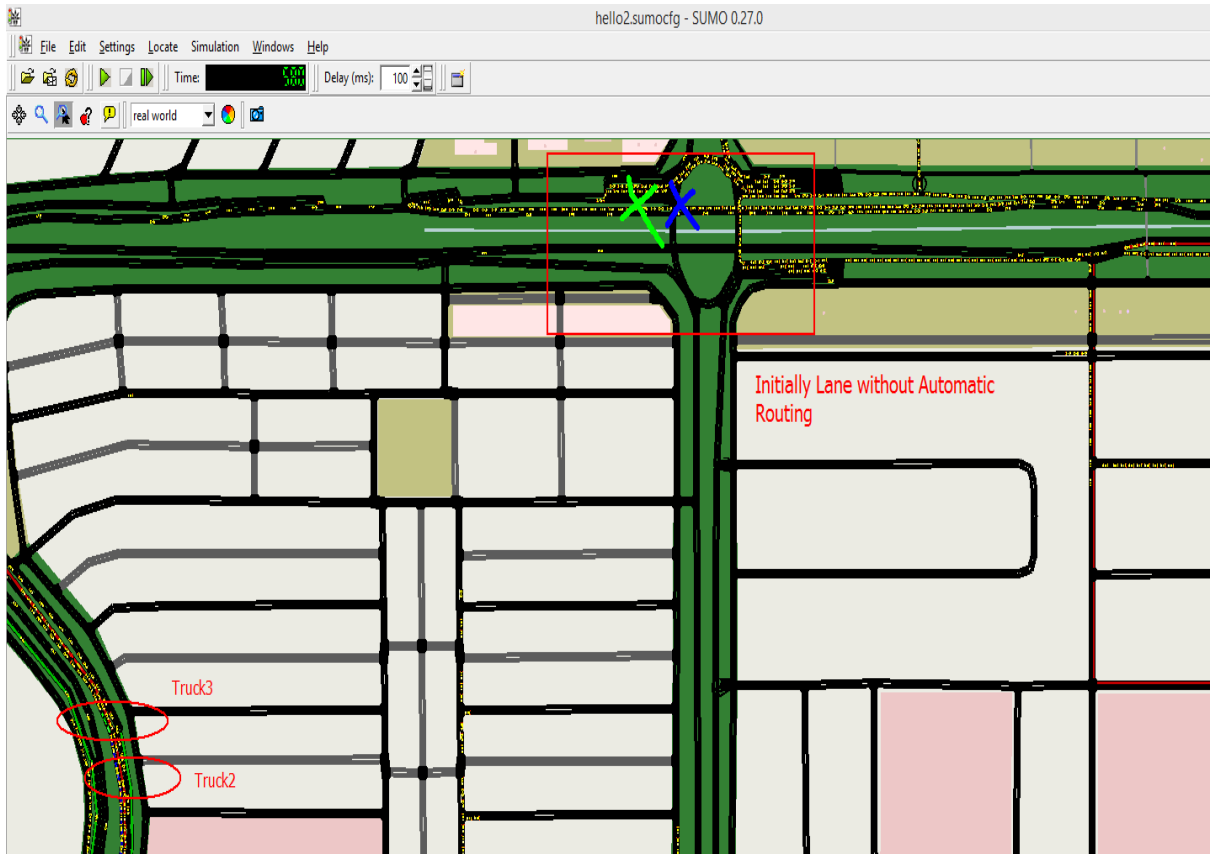 hello2.sumocfg - SUMO 0.27.0
File Edit Settings Locate Simulation Windows Help
Time: Delay (ms): 100
real world
Initially Lane without Automatic
Routing
Truck3
Truck2